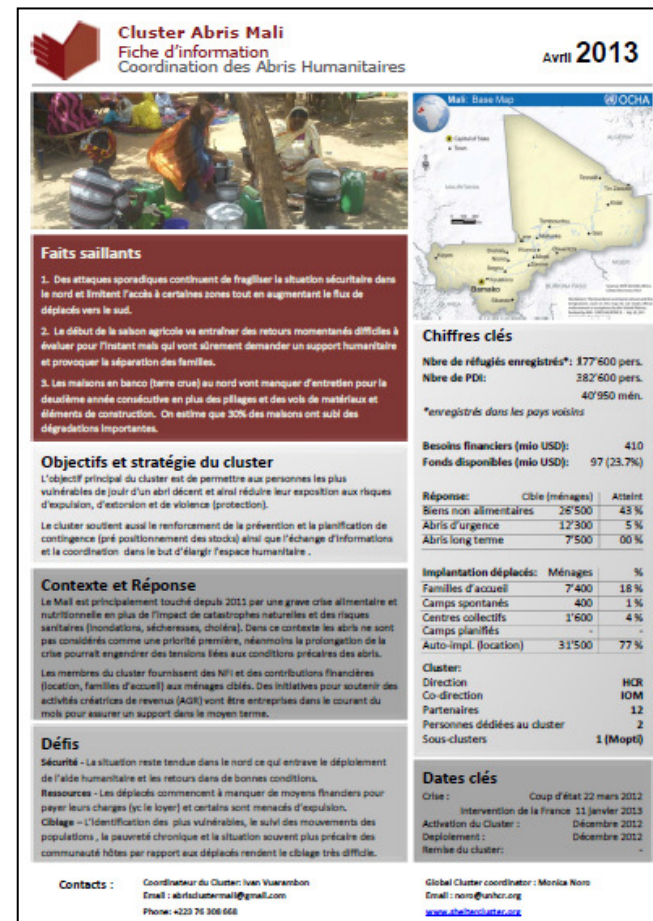 Cluster Abris Mali
Fiche d'information
Coordination des Abris Humanitaires
Avril 2013
Faits saillants
1. Des attaques sporadiques continuent de fragiliser la situation sécuritaire dans
le nord et limitent l'accès à certaines zones tout en augmentant le flux de
déplacés vers le sud.
2. Le début de la saison agricole va entraîner des retours momentanés difficiles à
évaluer pour l'instant mais qui vont sûrement demander un support humanitaire
et provoquer la séparation des familles.
3. Les maisons en banco (terre crue) au nord vont manquer d'entretien pour la
deuxième année consécutive en plus des pillages et des vols de matériaux et
éléments de construction. On estime que 30% des maisons ont subi des
dégradations importantes.
Objectifs et stratégie du cluster
L'objectif principal du cluster est de permettre aux personnes les plus
vulnérables de jouir d'un abri décent et ainsi réduire leur exposition aux risques
d'expulsion, d'extorsion et de violence (protection).
Le cluster soutient aussi le renforcement de la prévention et la planification de
contingence (pré positionnement des stocks) ainsi que l'échange d'informations
et la coordination dans le but d'élargir l'espace humanitaire .
Contexte et Réponse
Le Mali est principalement touché depuis 2011 par une grave crise alimentaire et
nutritionnelle en plus de l'impact de catastrophes naturelles et des risques
sanitaires (inondations, sécheresses, choléra). Dans ce contexte les abris ne sont
pas considérés comme une priorité première, néanmoins la prolongation de la
crise pourrait engendrer des tensions liées aux conditions précaires des abris.
Les membres du cluster fournissent des NFI et des contributions financières
(location, familles d'accueil) aux ménages ciblés. Des initiatives pour soutenir des
activités créatrices de revenus (AGR) vont être entreprises dans le courant du
mois pour assurer un support dans le moyen terme.
Défis
Sécurité - La situation reste tendue dans le nord ce qui entrave le déploiement
de l'aide humanitaire et les retours dans de bonnes conditions.
Ressources - Les déplacés commencent à manquer de moyens financiers pour
payer leurs charges (yc le loyer) et certains sont menacés d'expulsion.
Ciblage – L'identification des plus vulnérables, le suivi des mouvements des
populations , la pauvreté chronique et la situation souvent plus précaire des
communauté hôtes par rapport aux déplacés rendent le ciblage très difficile.
Mali: Base Map
OCHA
Capital of State
Town
ALGERIA
MAURITANIA
Kidal
Gao
Kayes
Bamako
BURKINA FASO
NIGER
Chiffres clés
Nbre de réfugiés enregistrés*: 177'600 pers.
Nbre de PDI: 382'600 pers.
40'950 mén.
*enregistrés dans les pays voisins
Besoins financiers (mio USD): 410
Fonds disponibles (mio USD): 97 (23.7%)
Réponse: Cible (ménages) Atteint
Biens non alimentaires 26'500 43 %
Abris d'urgence 12'300 5 %
Abris long terme 7'500 00 %
Implantation déplacés: Ménages %
Familles d'accueil 7'400 18 %
Camps spontanés 400 1 %
Centres collectifs 1'600 4 %
Camps planifiés - -
Auto-impl. (location) 31'500 77 %
Cluster:
Direction HCR
Co-direction IOM
Partenaires 12
Personnes dédiées au cluster 2
Sous-clusters 1 (Mopti)
Dates clés
Crise : Coup d'état 22 mars 2012
Intervention de la France 11 janvier 2013
Activation du Cluster : Décembre 2012
Deploiement : Décembre 2012
Remise du cluster: -
Contacts :
Coordinateur du Cluster: Ivan Vuarambon
Email : abrisclustermali@gmail.com
Phone: +223 76 308 668
Global Cluster coordinator : Monica Noro
Email : noro@unhcr.org
www.sheltercluster.org